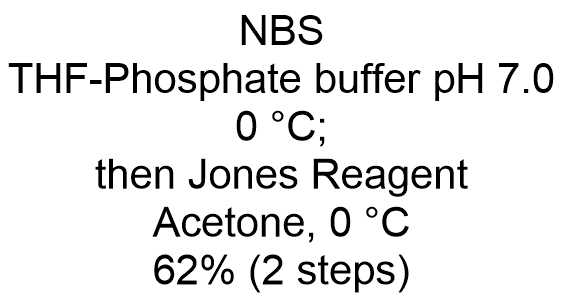 NBS
THF-Phosphate buffer pH 7.0
0 °C;
then Jones Reagent
Acetone, 0 °C
62% (2 steps)